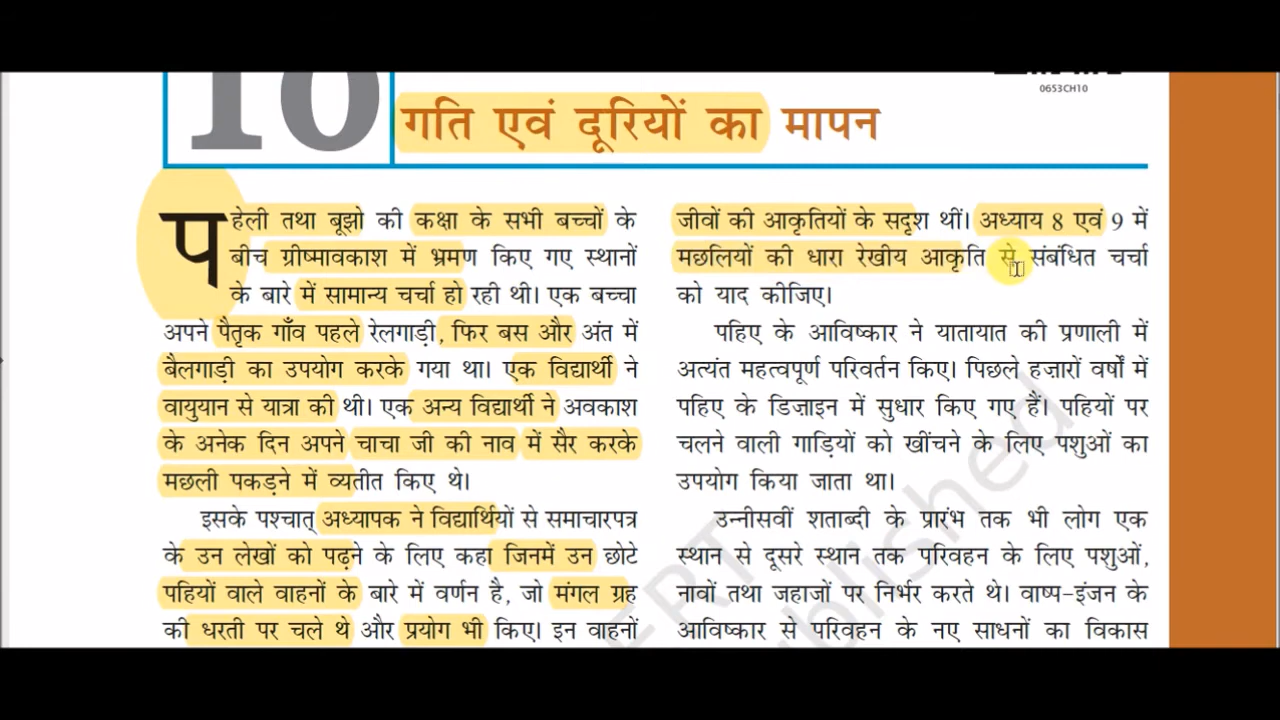 10
0653CH10
गति एवं दूरियों का मापन
पहेली तथा बूझो की कक्षा के सभी बच्चों के
बीच ग्रीष्मावकाश में भ्रमण किए गए स्थानों
के बारे में सामान्य चर्चा हो रही थी। एक बच्चा
अपने पैतृक गाँव पहले रेलगाड़ी, फिर बस और अंत में
बैलगाड़ी का उपयोग करके गया था। एक विद्यार्थी ने
वायुयान से यात्रा की थी। एक अन्य विद्यार्थी ने अवकाश
के अनेक दिन अपने चाचा जी की नाव में सैर करके
मछली पकड़ने में व्यतीत किए थे।
इसके पश्चात् अध्यापक ने विद्यार्थियों से समाचारपत्र
के उन लेखों को पढ़ने के लिए कहा जिनमें उन छोटे
पहियों वाले वाहनों के बारे में वर्णन है, जो मंगल ग्रह
की धरती पर चले थे और प्रयोग भी किए। इन वाहनों
जीवों की आकृतियों के सदृश थीं। अध्याय 8 एवं 9 में
मछलियों की धारा रेखीय आकृति से संबंधित चर्चा
को याद कीजिए।
पहिए के आविष्कार ने यातायात की प्रणाली में
अत्यंत महत्वपूर्ण परिवर्तन किए। पिछले हज़ारों वर्षों में
पहिए के डिज़ाइन में सुधार किए गए हैं। पहियों पर
चलने वाली गाड़ियों को खींचने के लिए पशुओं का
उपयोग किया जाता था।
उन्नीसवीं शताब्दी के प्रारंभ तक भी लोग एक
स्थान से दूसरे स्थान तक परिवहन के लिए पशुओं,
नावों तथा जहाजों पर निर्भर करते थे। वाष्प-इंजन के
आविष्कार से परिवहन के नए साधनों का विकास